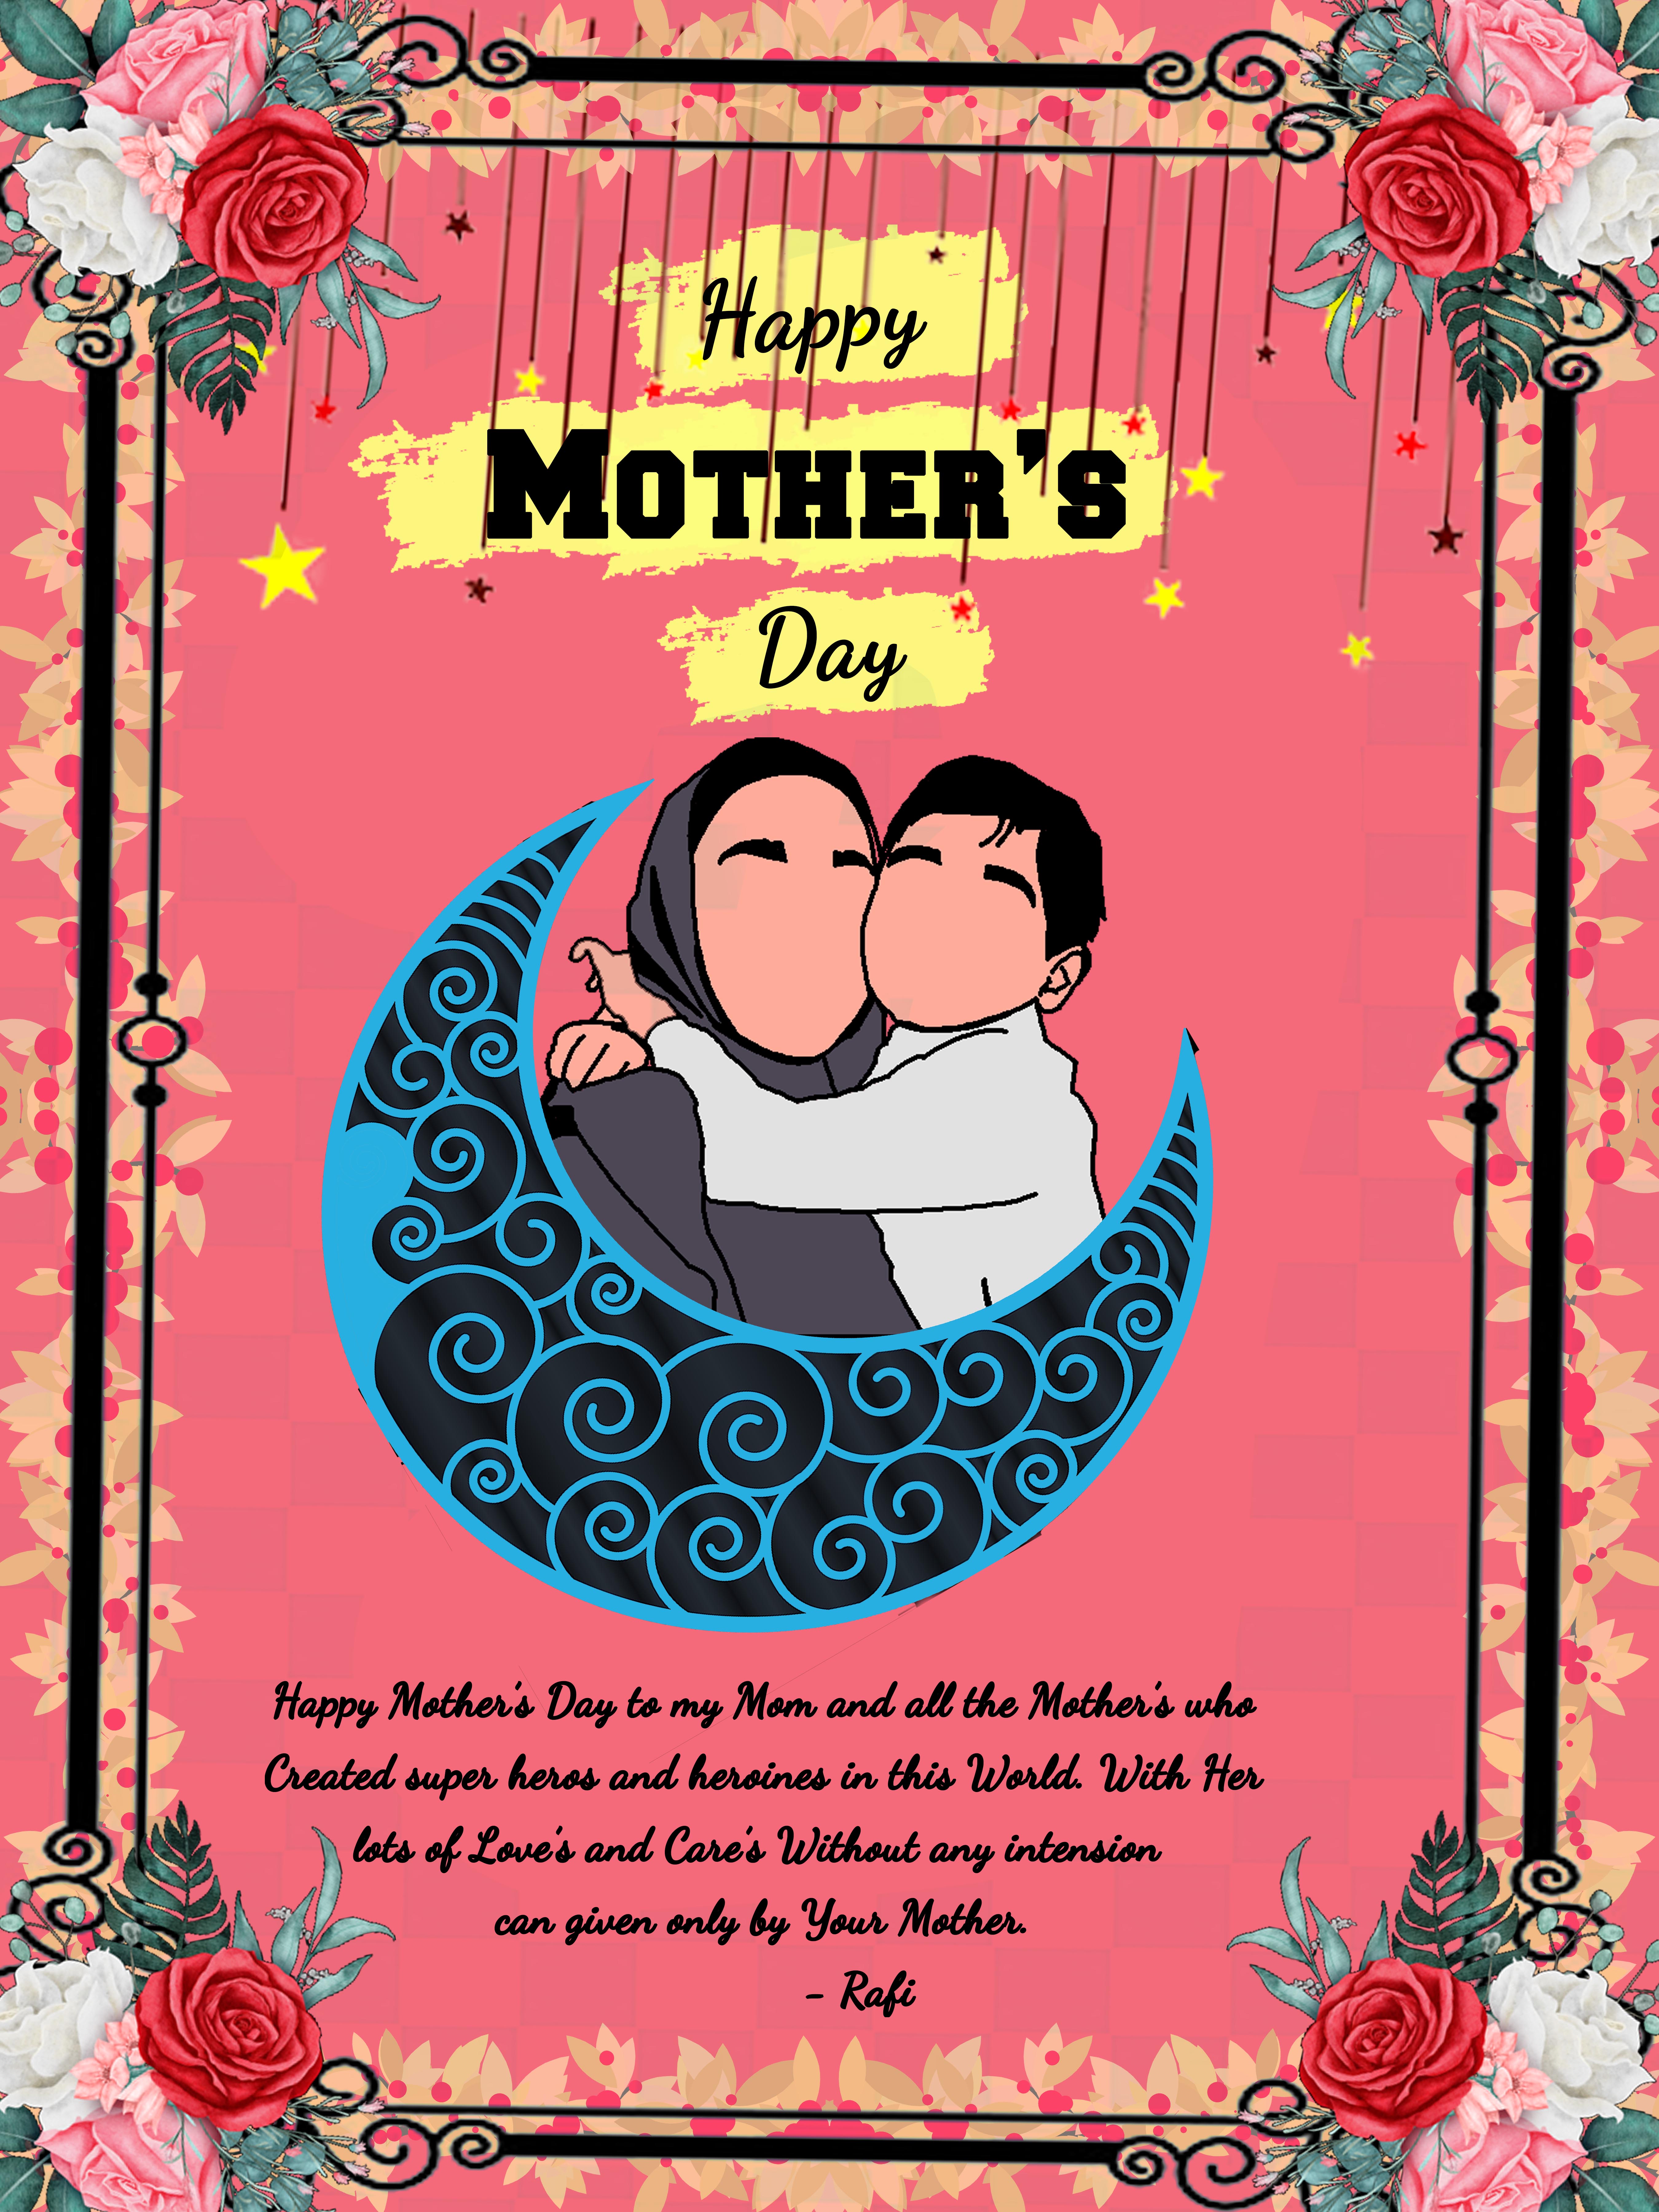 Happy
MOTHER'S
Day
Happy Mother's Day to my Mom and all the Mother's who
Created super heros and heroines in this World. With Her
lots of Love's and Care's Without any intension
can given only by Your Mother.
- Rafi